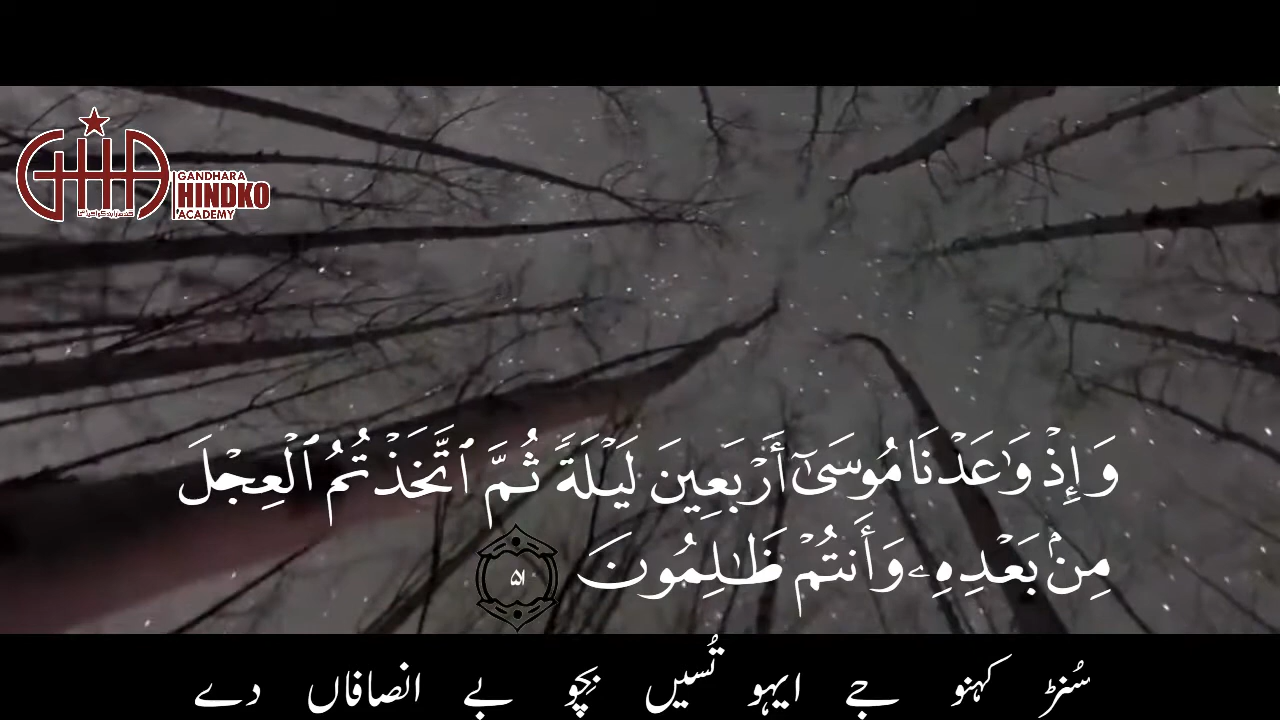 GANDHARA
HINDKO
ACADEMY
وَإِذْ وَٰعَدْنَا مُوسَىٰٓ أَرْبَعِينَ لَيْلَةً ثُمَّ ٱتَّخَذْتُمُ ٱلْعِجْلَ
مِنۢ بَعْدِهِۦ وَأَنتُمْ ظَٰلِمُونَ ٥١
سُنڑ کہنو جے ایہو تُسیں بِچو بے انصافاں دے